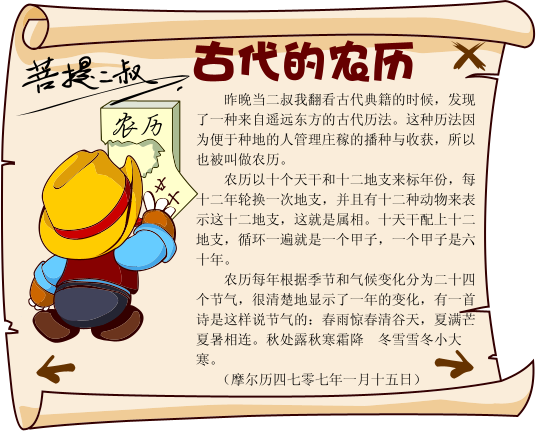 古代的农历
菩提二叔
农历
昨晚当二叔我翻看古代典籍的时候，发现
了一种来自遥远东方的古代历法。这种历法因
为便于种地的人管理庄稼的播种与收获，所以
也被叫做农历。
农历以十个天干和十二地支来标年份，每
十二年轮换一次地支，并且有十二种动物来表
示这十二地支，这就是属相。十天干配上十二
地支，循环一遍就是一个甲子，一个甲子是六
十年。
农历每年根据季节和气候变化分为二十四
个节气，很清楚地显示了一年的变化，有一首
诗是这样说节气的：春雨惊春清谷天，夏满芒
夏暑相连。秋处露秋寒霜降　冬雪雪冬小大
寒。
（摩尔历四七零七年一月十五日）